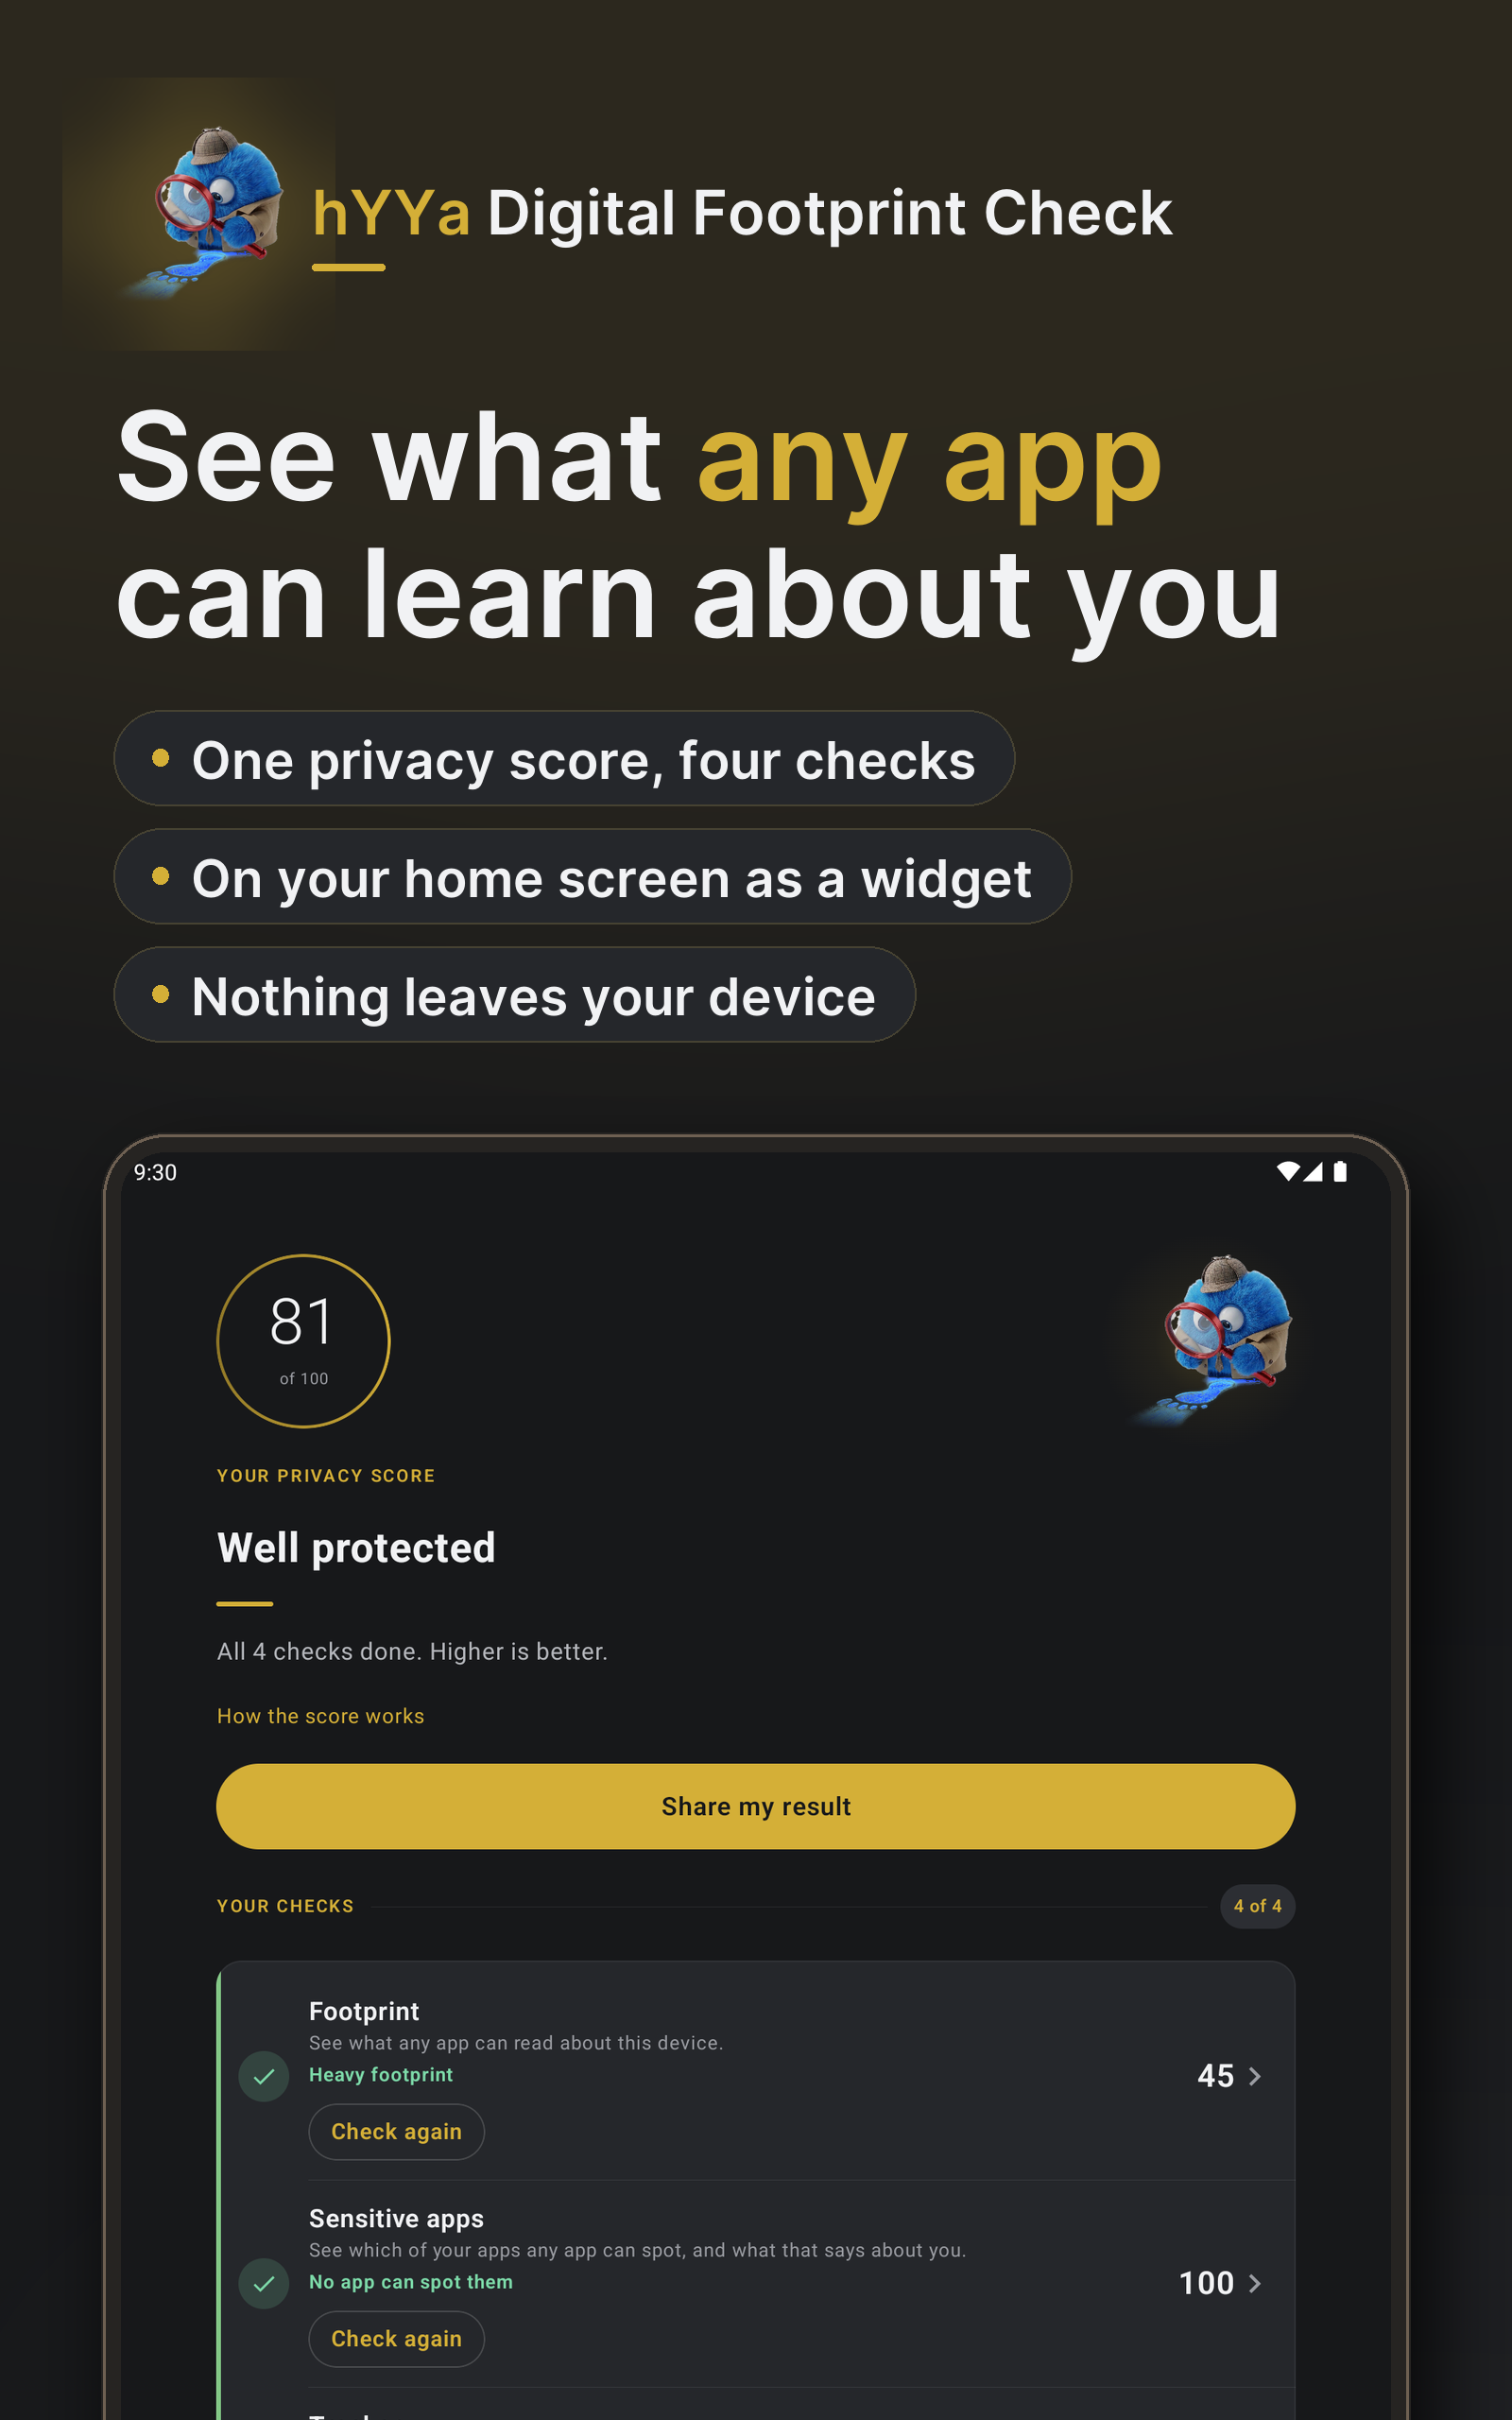 hYYa Digital Footprint Check
See what any app
can learn about you
One privacy score, four checks
On your home screen as a widget
Nothing leaves your device
9:30
81
of 100
YOUR PRIVACY SCORE
Well protected
All 4 checks done. Higher is better.
How the score works
Share my result
YOUR CHECKS
4 of 4
Footprint
See what any app can read about this device.
Heavy footprint
45
Check again
Sensitive apps
See which of your apps any app can spot, and what that says about you.
No app can spot them
100
Check again